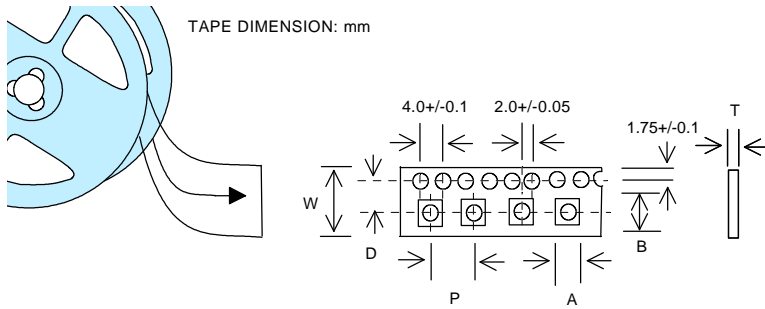 TAPE DIMENSION: mm
4.0+/-0.1
2.0+/-0.05
1.75+/-0.1
T
W
D
B
P
A